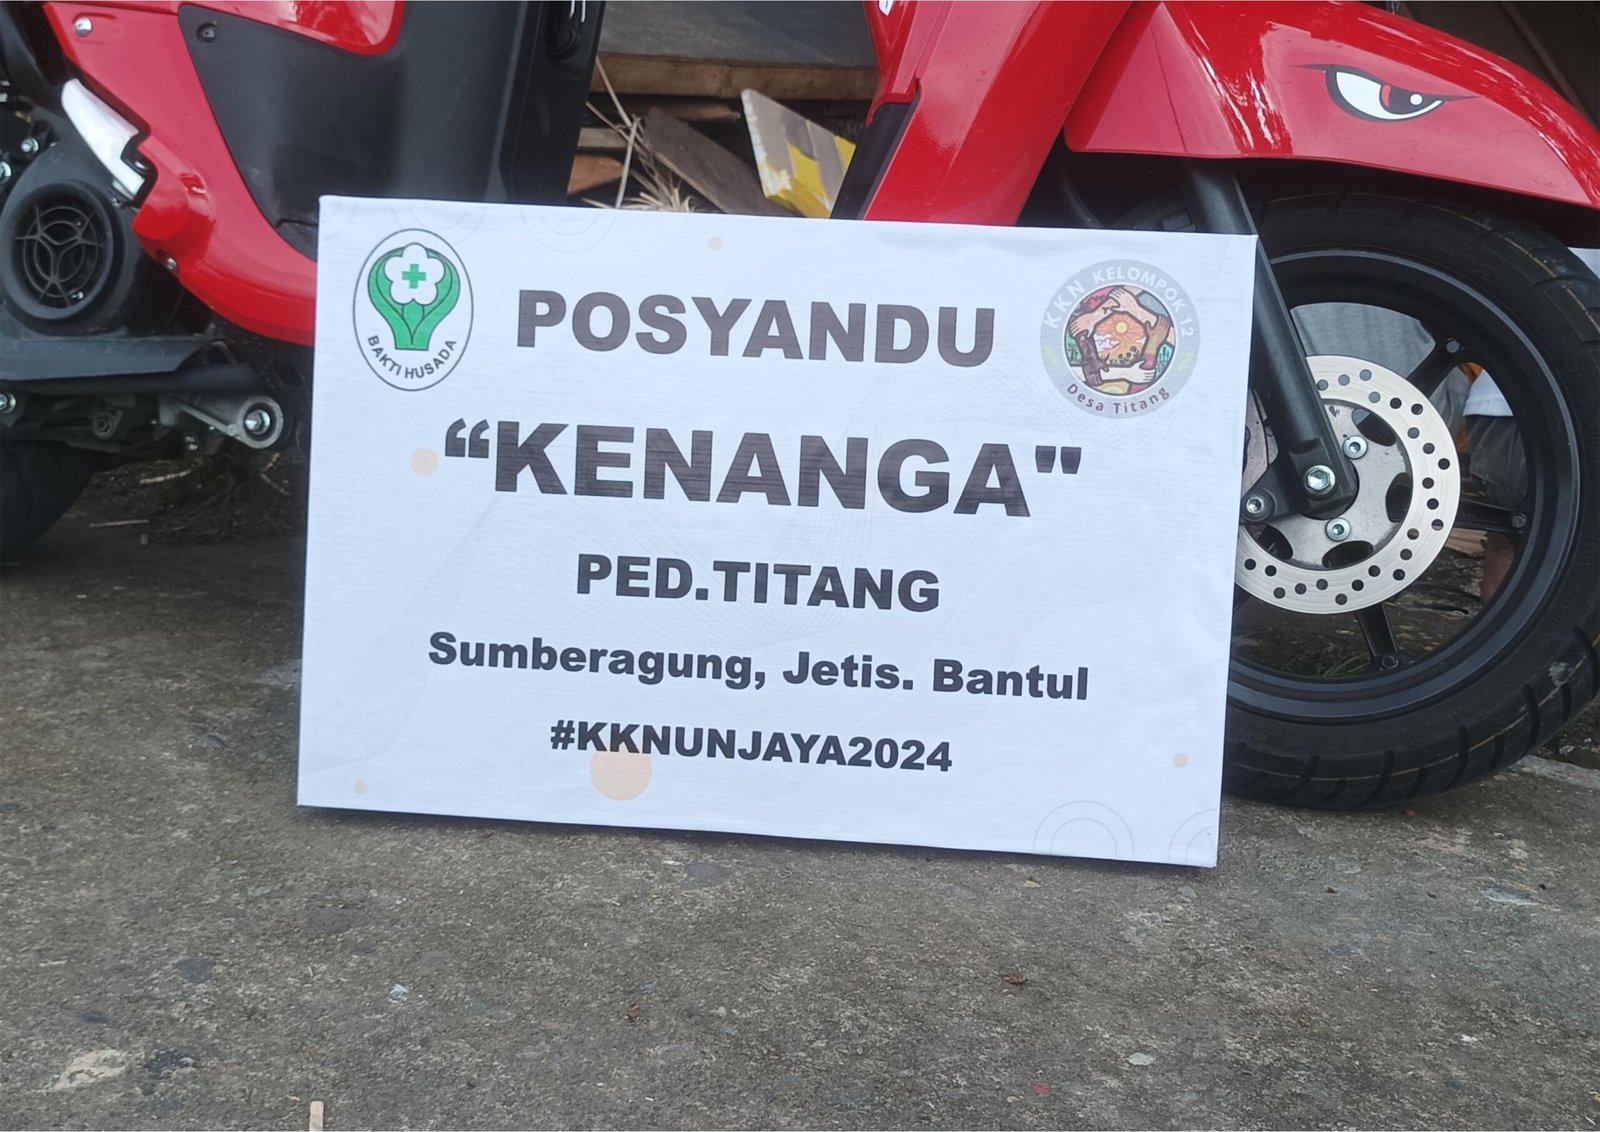 BAKTI HUSADA
POSYANDU
KKN KELOMPOK 12
Desa Titang
“KENANGA"
PED.TITANG
Sumberagung, Jetis. Bantul
#KKNUNJAYA2024